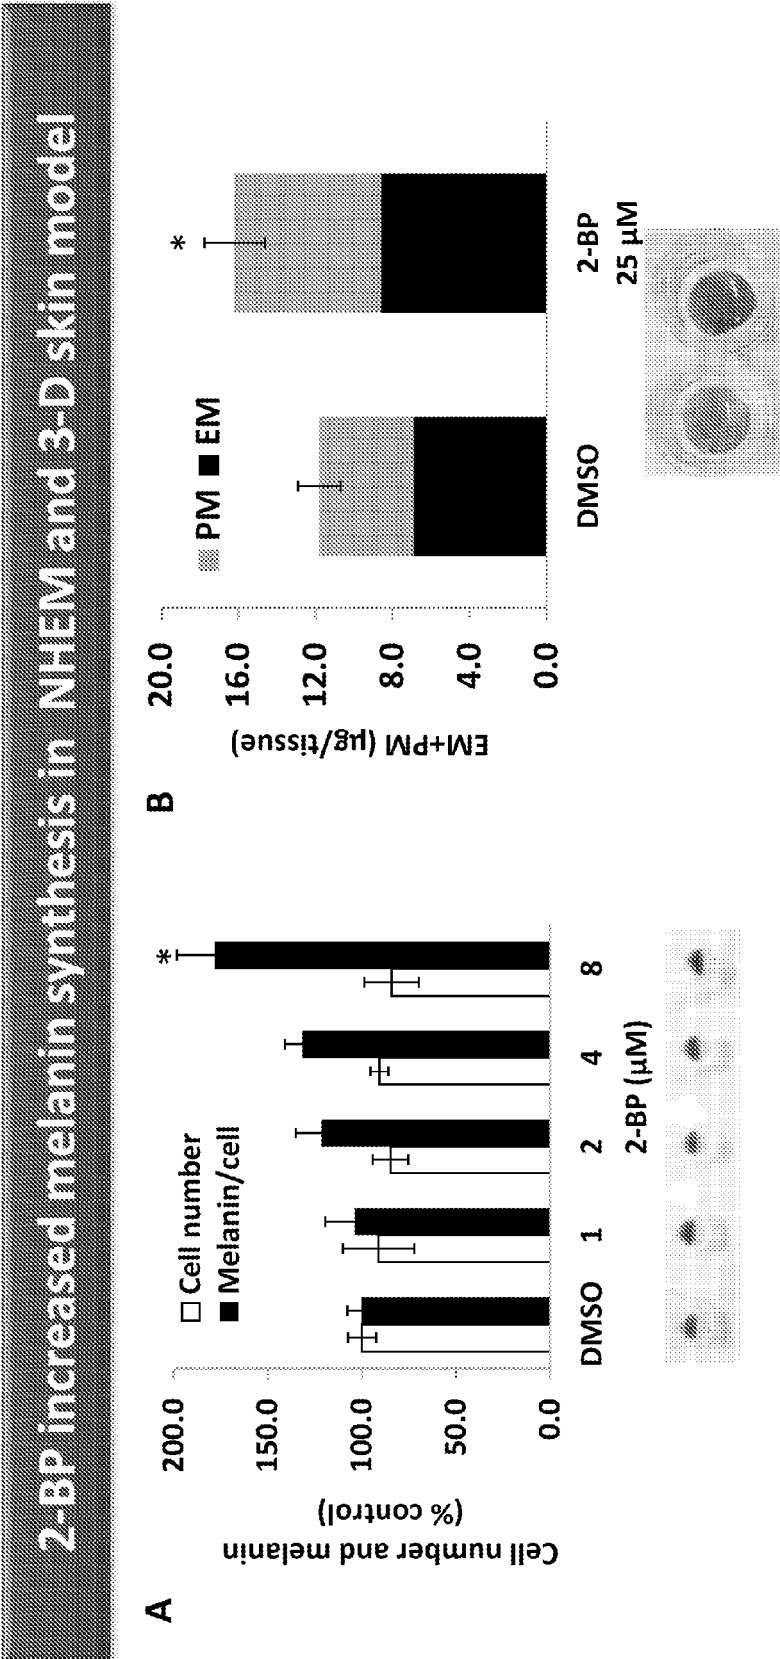 2-BP increased melanin synthesis in NHEM and 3-D skin model
A
Cell number and melanin
(% control)
200.0
150.0
100.0
50.0
0.0
Cell number
Melanin/cell
*
DMSO 1 2 4 8
2-BP (µM)
B
EM+PM (µg/tissue)
20.0
16.0
12.0
8.0
4.0
0.0
PM EM
*
DMSO 2-BP
25 µM